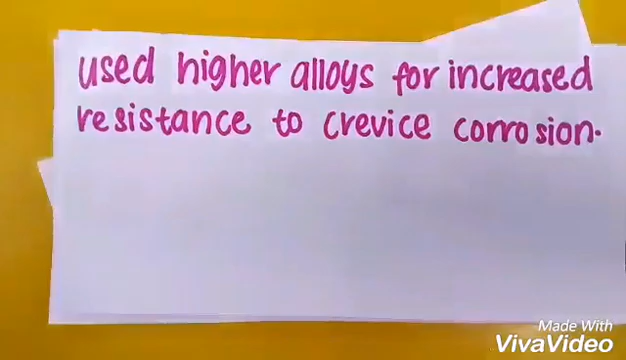 used higher alloys for increased
resistance to crevice corrosion.
Made With
VivaVideo